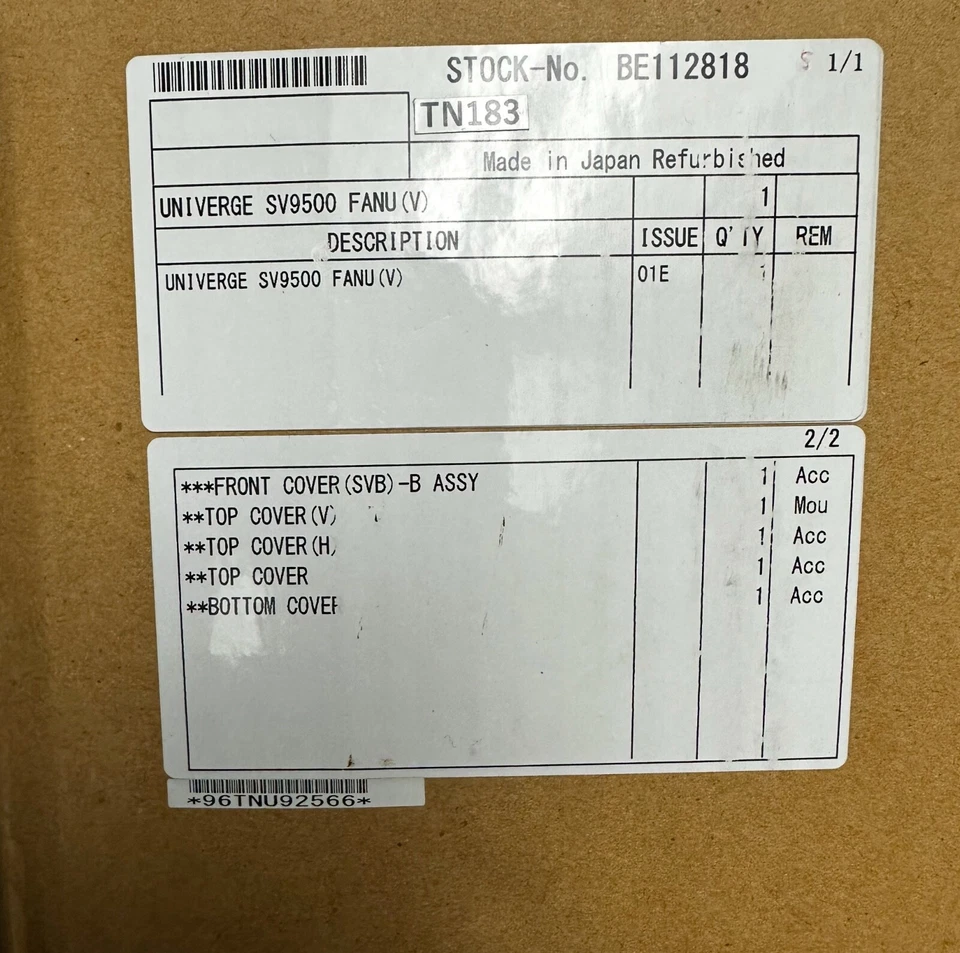 STOCK-No. BE112818 S 1/1
TN183
Made in Japan Refurbished
UNIVERGE SV9500 FANU(V) 1
DESCRIPTION ISSUE Q'TY REM
UNIVERGE SV9500 FANU(V) 01E 1
2/2
***FRONT COVER(SVB)-B ASSY 1 Acc
**TOP COVER(V) 1 Mou
**TOP COVER(H) 1 Acc
**TOP COVER 1 Acc
**BOTTOM COVER 1 Acc
*96TNU92566*